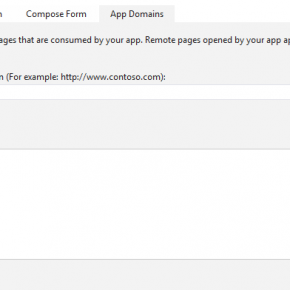 Compose Form App Domains
ages that are consumed by your app. Remote pages opened by your app ap
n (For example: http://www.contoso.com):